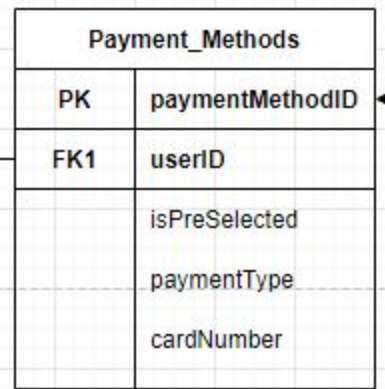 Payment_Methods
PK paymentMethodID
FK1 userID
isPreSelected
paymentType
cardNumber